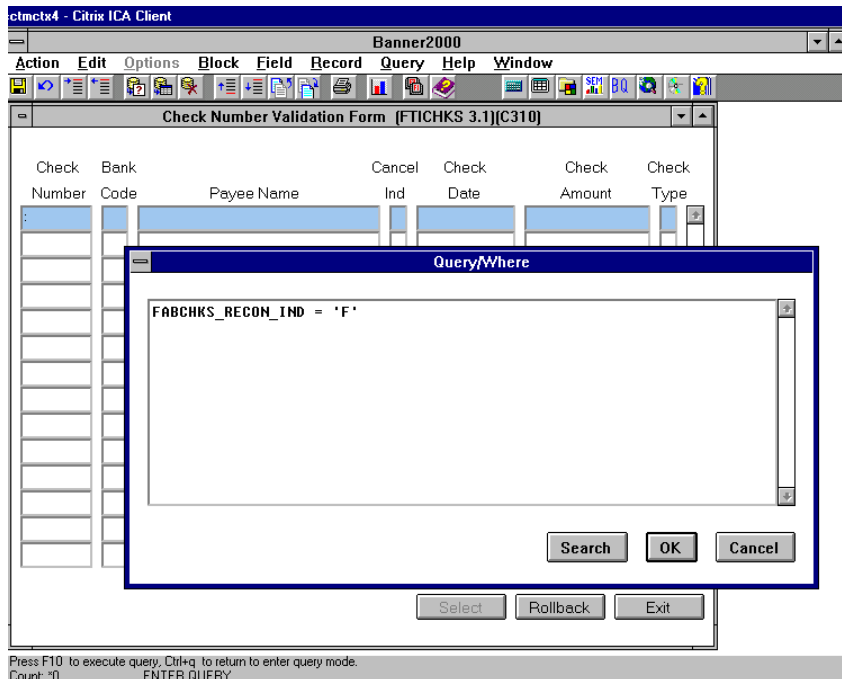 ctmctx4 - Citrix ICA Client
Banner2000
Action Edit Options Block Field Record Query Help Window
SEM BQ
Check Number Validation Form (FTICHKS 3.1)(C310)
Check Bank Cancel Check Check Check
Number Code Payee Name Ind Date Amount Type
:
Query/Where
FABCHKS_RECON_IND = 'F'
Search OK Cancel
Select Rollback Exit
Press F10 to execute query, Ctrl+q to return to enter query mode.
Count: *0 ENTER QUERY